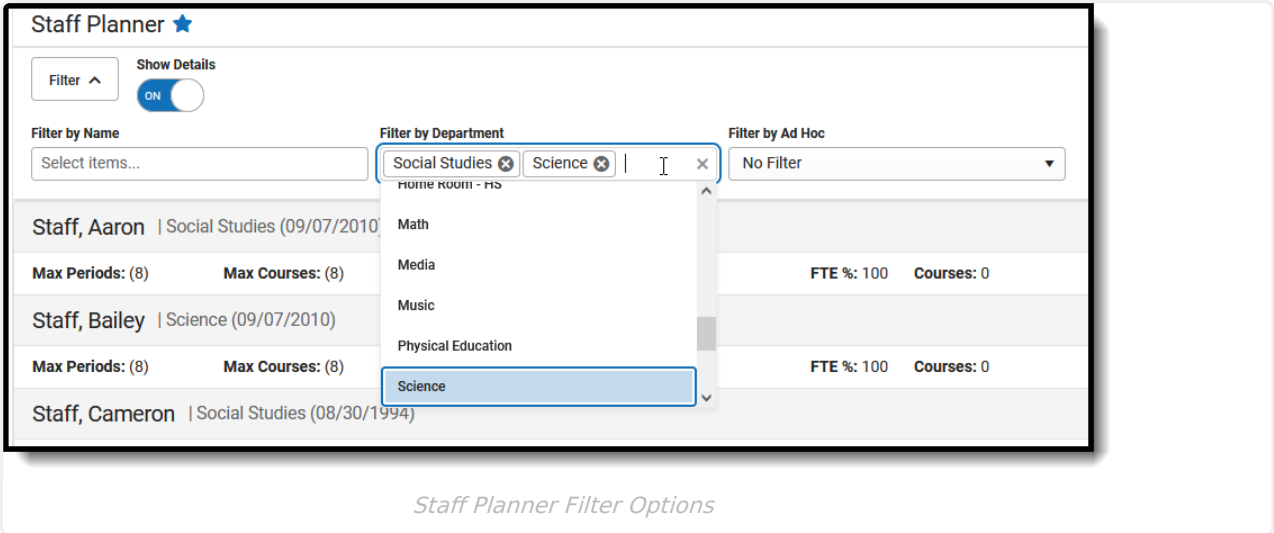 Staff Planner
Filter
Show Details
ON
Filter by Name
Filter by Department
Filter by Ad Hoc
Select items...
Social Studies
Science
No Filter
Home Room - HS
Math
Media
Music
Physical Education
Science
Staff, Aaron | Social Studies (09/07/2010)
Max Periods: (8) Max Courses: (8) FTE %: 100 Courses: 0
Staff, Bailey | Science (09/07/2010)
Max Periods: (8) Max Courses: (8) FTE %: 100 Courses: 0
Staff, Cameron | Social Studies (08/30/1994)
Staff Planner Filter Options